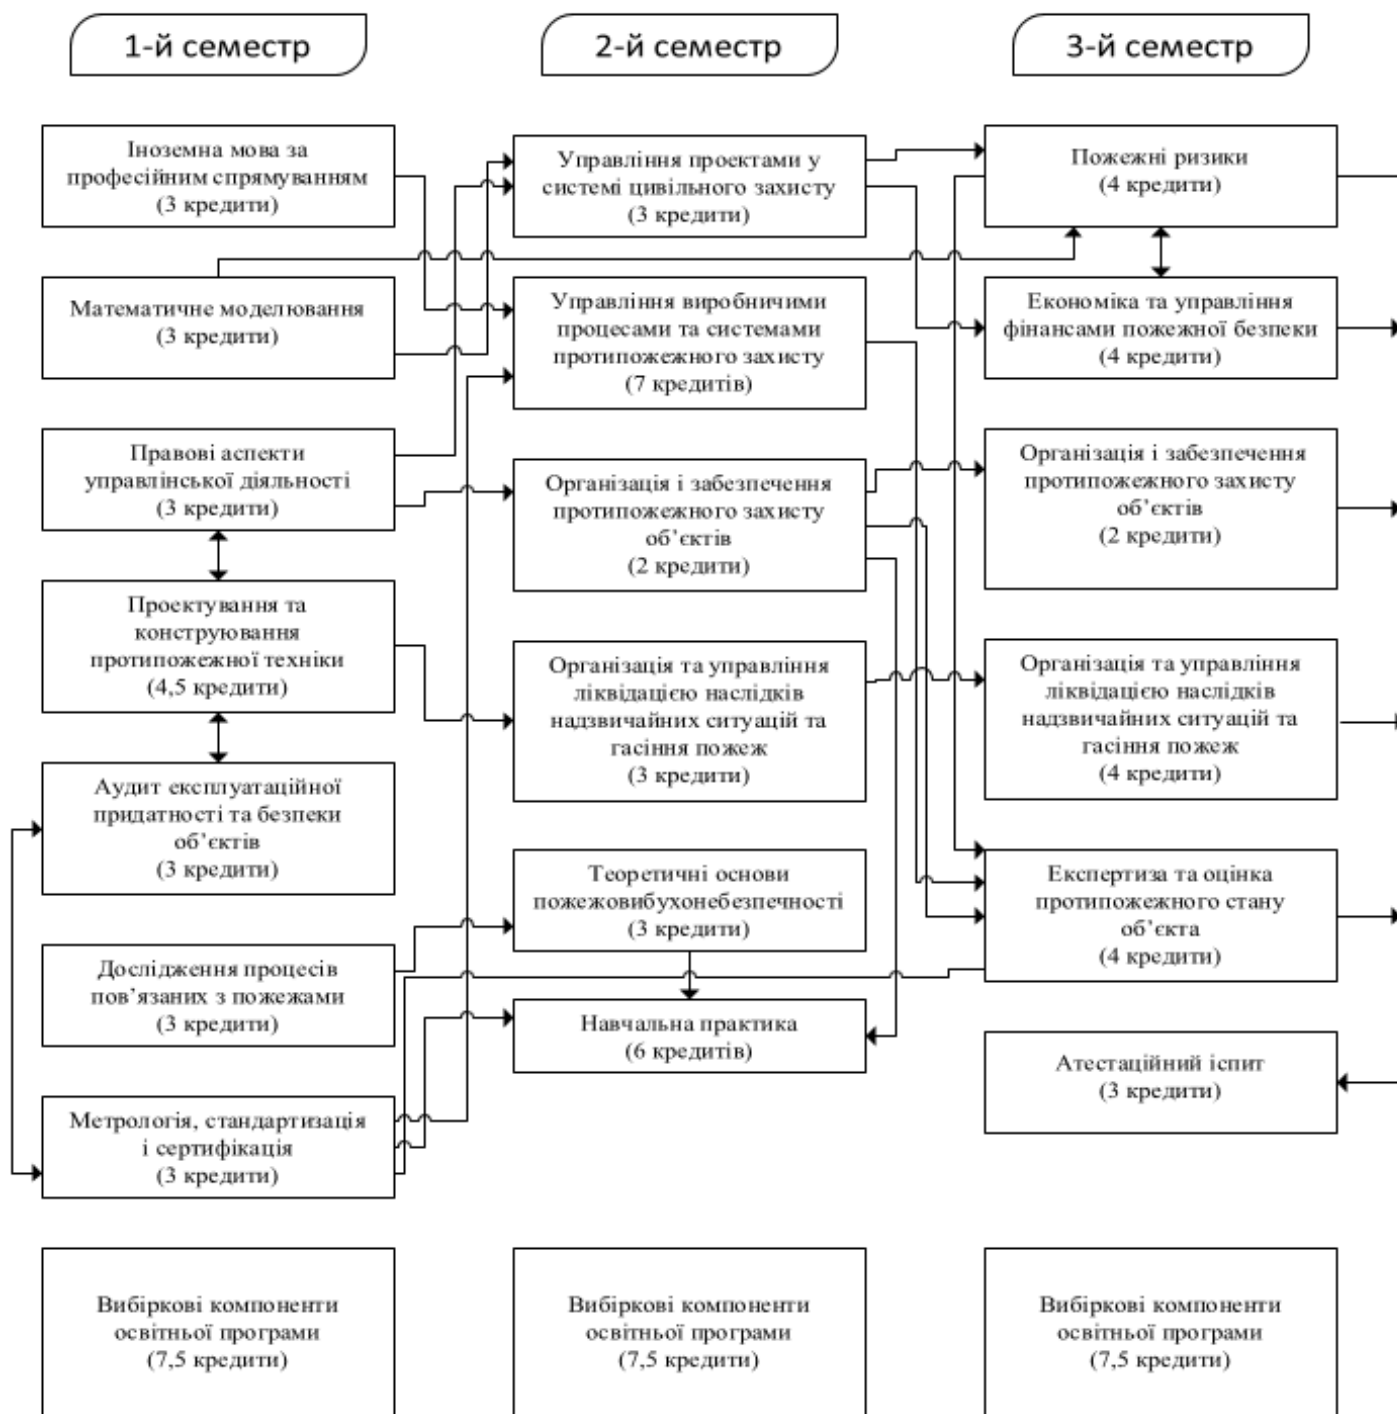 1-й семестр
Іноземна мова за
професійним спрямуванням
(3 кредити)
Математичне моделювання
(3 кредити)
Правові аспекти
управлінської діяльності
(3 кредити)
Проектування та
конструювання
протипожежної техніки
(4,5 кредити)
Аудит експлуатаційної
придатності та безпеки
об’єктів
(3 кредити)
Дослідження процесів
пов’язаних з пожежами
(3 кредити)
Метрологія, стандартизація
і сертифікація
(3 кредити)
Вибіркові компоненти
освітньої програми
(7,5 кредити)
2-й семестр
Управління проектами у
системі цивільного захисту
(3 кредити)
Управління виробничими
процесами та системами
протипожежного захисту
(7 кредитів)
Організація і забезпечення
протипожежного захисту
об’єктів
(2 кредити)
Організація та управління
ліквідацією наслідків
надзвичайних ситуацій та
гасіння пожеж
(3 кредити)
Теоретичні основи
пожежовибухонебезпечності
(3 кредити)
Навчальна практика
(6 кредитів)
Вибіркові компоненти
освітньої програми
(7,5 кредити)
3-й семестр
Пожежні ризики
(4 кредити)
Економіка та управління
фінансами пожежної безпеки
(4 кредити)
Організація і забезпечення
протипожежного захисту
об’єктів
(2 кредити)
Організація та управління
ліквідацією наслідків
надзвичайних ситуацій та
гасіння пожеж
(4 кредити)
Експертиза та оцінка
протипожежного стану
об’єкта
(4 кредити)
Атестаційний іспит
(3 кредити)
Вибіркові компоненти
освітньої програми
(7,5 кредити)